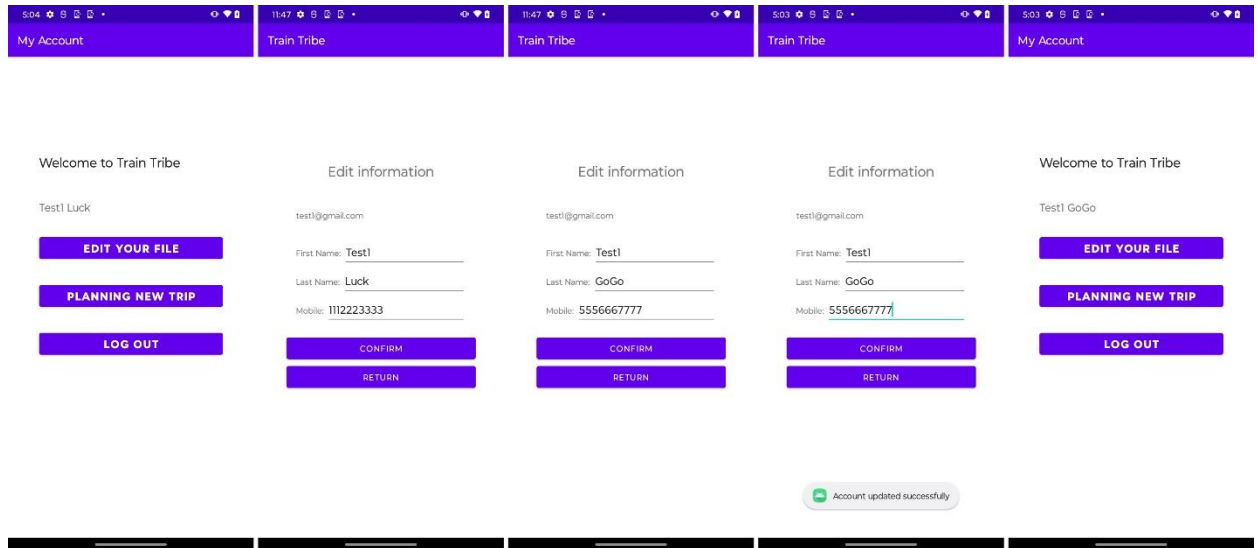 5:04
My Account
Welcome to Train Tribe
Test1 Luck
EDIT YOUR FILE
PLANNING NEW TRIP
LOG OUT
11:47
Train Tribe
Edit information
test1@gmail.com
First Name: Test1
Last Name: Luck
Mobile: 1112223333
CONFIRM
RETURN
11:47
Train Tribe
Edit information
test1@gmail.com
First Name: Test1
Last Name: GoGo
Mobile: 5556667777
CONFIRM
RETURN
5:03
Train Tribe
Edit information
test1@gmail.com
First Name: Test1
Last Name: GoGo
Mobile: 5556667777
CONFIRM
RETURN
Account updated successfully
5:03
My Account
Welcome to Train Tribe
Test1 GoGo
EDIT YOUR FILE
PLANNING NEW TRIP
LOG OUT